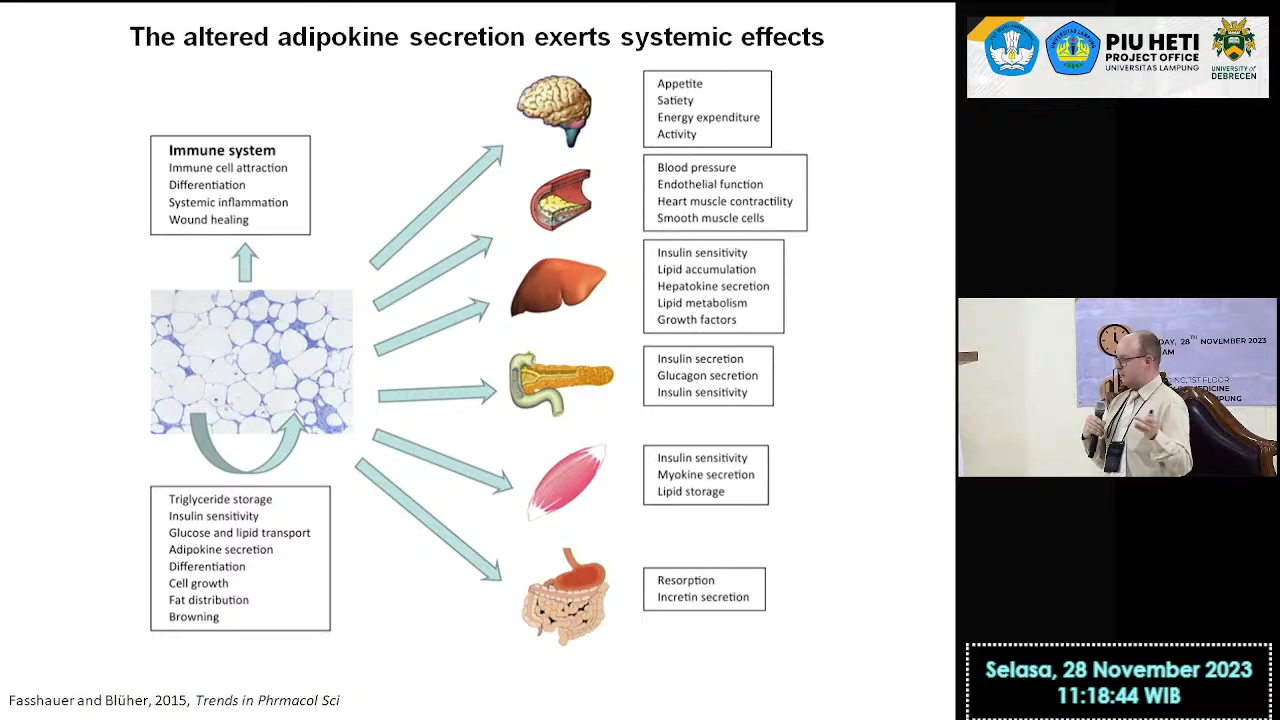 The altered adipokine secretion exerts systemic effects
Immune system
Immune cell attraction
Differentiation
Systemic inflammation
Wound healing
Triglyceride storage
Insulin sensitivity
Glucose and lipid transport
Adipokine secretion
Differentiation
Cell growth
Fat distribution
Browning
Appetite
Satiety
Energy expenditure
Activity
Blood pressure
Endothelial function
Heart muscle contractility
Smooth muscle cells
Insulin sensitivity
Lipid accumulation
Hepatokine secretion
Lipid metabolism
Growth factors
Insulin secretion
Glucagon secretion
Insulin sensitivity
Insulin sensitivity
Myokine secretion
Lipid storage
Resorption
Incretin secretion
Fasshauer and Blüher, 2015, Trends in Phrmacol Sci
PIU HETI
PROJECT OFFICE
UNIVERSITAS LAMPUNG
UNIVERSITY of
DEBRECEN
DAY, 28TH NOVEMBER 2023
AM
1ST FLOOR
Selasa, 28 November 2023
11:18:44 WIB